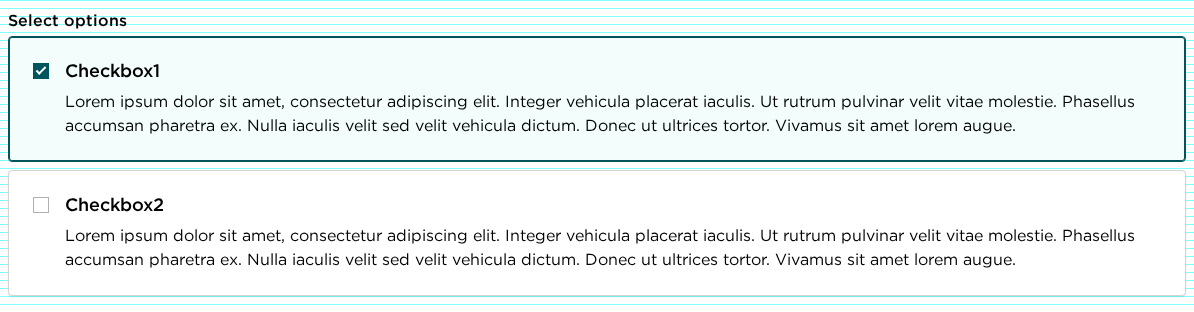 Select options
Checkbox1
Lorem ipsum dolor sit amet, consectetur adipiscing elit. Integer vehicula placerat iaculis. Ut rutrum pulvinar velit vitae molestie. Phasellus
accumsan pharetra ex. Nulla iaculis velit sed velit vehicula dictum. Donec ut ultrices tortor. Vivamus sit amet lorem augue.
Checkbox2
Lorem ipsum dolor sit amet, consectetur adipiscing elit. Integer vehicula placerat iaculis. Ut rutrum pulvinar velit vitae molestie. Phasellus
accumsan pharetra ex. Nulla iaculis velit sed velit vehicula dictum. Donec ut ultrices tortor. Vivamus sit amet lorem augue.